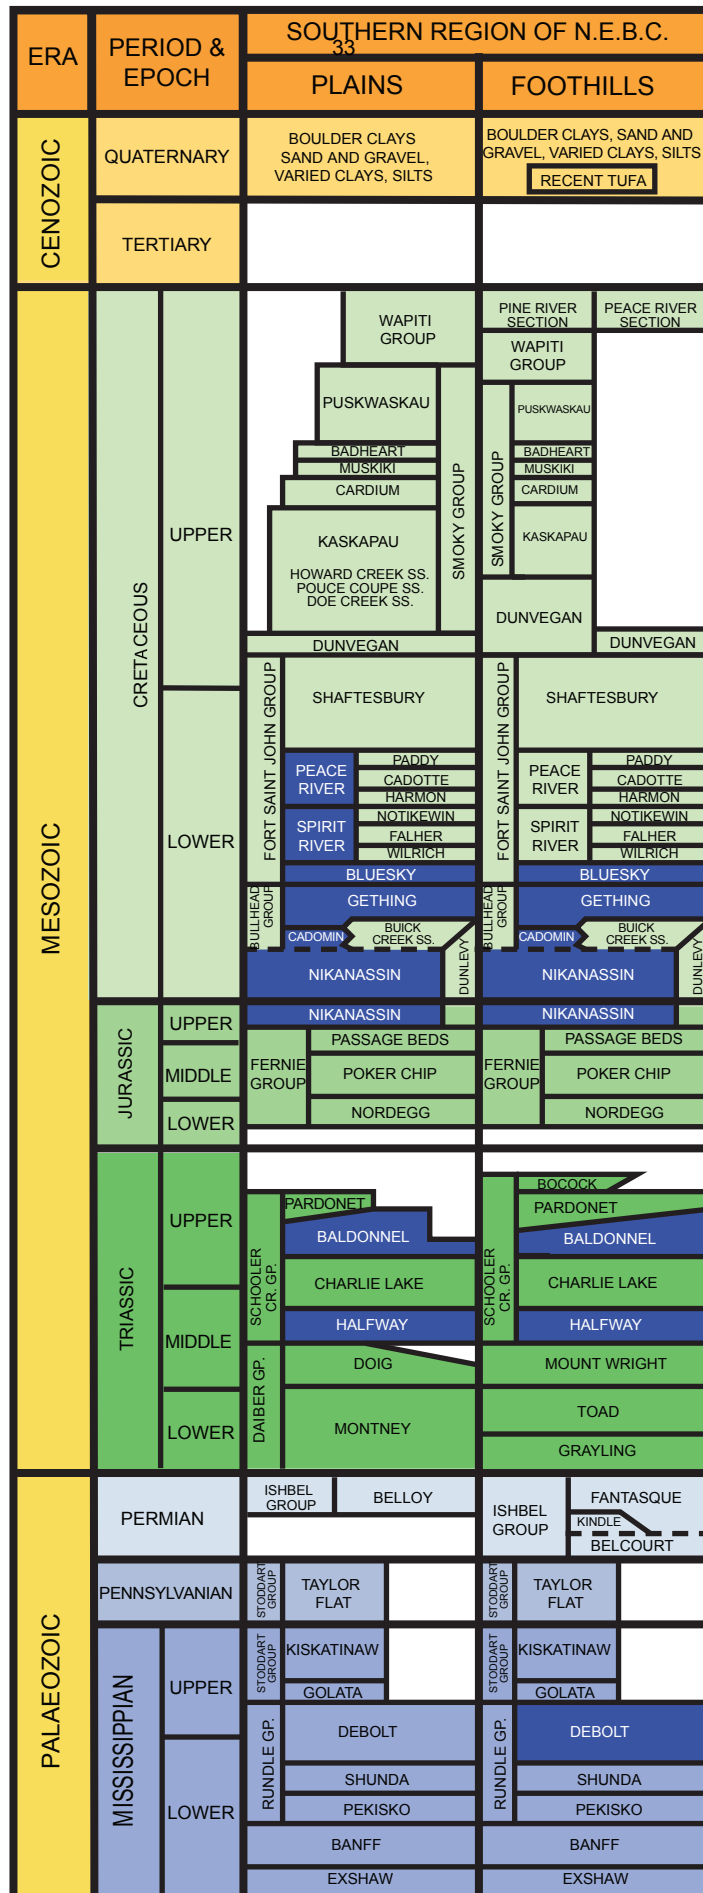 ERA
PERIOD &
EPOCH
SOUTHERN REGION OF N.E.B.C.
33
PLAINS
FOOTHILLS
CENOZOIC
QUATERNARY
BOULDER CLAYS
SAND AND GRAVEL,
VARIED CLAYS, SILTS
BOULDER CLAYS, SAND AND
GRAVEL, VARIED CLAYS, SILTS
RECENT TUFA
TERTIARY
MESOZOIC
CRETACEOUS
UPPER
WAPITI
GROUP
PUSKWASKAU
BADHEART
MUSKIKI
CARDIUM
KASKAPAU
HOWARD CREEK SS.
POUCE COUPE SS.
DOE CREEK SS.
SMOKY GROUP
DUNVEGAN
PINE RIVER
SECTION
PEACE RIVER
SECTION
WAPITI
GROUP
SMOKY GROUP
PUSKWASKAU
BADHEART
MUSKIKI
CARDIUM
KASKAPAU
DUNVEGAN
DUNVEGAN
LOWER
FORT SAINT JOHN GROUP
SHAFTESBURY
PEACE
RIVER
PADDY
CADOTTE
HARMON
SPIRIT
RIVER
NOTIKEWIN
FALHER
WILRICH
BLUESKY
BULLHEAD
GROUP
GETHING
CADOMIN
BUICK
CREEK SS.
DUNLEVY
NIKANASSIN
FORT SAINT JOHN GROUP
SHAFTESBURY
PEACE
RIVER
PADDY
CADOTTE
HARMON
SPIRIT
RIVER
NOTIKEWIN
FALHER
WILRICH
BLUESKY
BULLHEAD
GROUP
GETHING
CADOMIN
BUICK
CREEK SS.
DUNLEVY
NIKANASSIN
JURASSIC
UPPER
MIDDLE
LOWER
NIKANASSIN
FERNIE
GROUP
PASSAGE BEDS
POKER CHIP
NORDEGG
NIKANASSIN
FERNIE
GROUP
PASSAGE BEDS
POKER CHIP
NORDEGG
TRIASSIC
UPPER
MIDDLE
LOWER
SCHOOLER
CR. GP.
PARDONET
BALDONNEL
CHARLIE LAKE
HALFWAY
DAIBER GP.
DOIG
MONTNEY
SCHOOLER
CR. GP.
BOCOCK
PARDONET
BALDONNEL
CHARLIE LAKE
HALFWAY
MOUNT WRIGHT
TOAD
GRAYLING
PALAEOZOIC
PERMIAN
ISHBEL
GROUP
BELLOY
ISHBEL
GROUP
FANTASQUE
KINDLE
BELCOURT
PENNSYLVANIAN
STODDART
GROUP
TAYLOR
FLAT
STODDART
GROUP
TAYLOR
FLAT
MISSISSIPPIAN
UPPER
LOWER
STODDART
GROUP
KISKATINAW
GOLATA
RUNDLE GP.
DEBOLT
SHUNDA
PEKISKO
BANFF
EXSHAW
STODDART
GROUP
KISKATINAW
GOLATA
RUNDLE GP.
DEBOLT
SHUNDA
PEKISKO
BANFF
EXSHAW